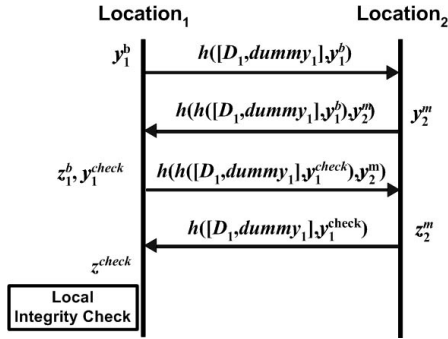 Location₁ Location₂
y₁ᵇ h([D₁,dummy₁],y₁ᵇ)
h(h([D₁,dummy₁],y₁ᵇ),y₂ᵐ) y₂ᵐ
z₁ᵇ, y₁ᶜʰᵉᶜᵏ h(h([D₁,dummy₁],y₁ᶜʰᵉᶜᵏ),y₂ᵐ)
h([D₁,dummy₁],y₁ᶜʰᵉᶜᵏ) z₂ᵐ
zᶜʰᵉᶜᵏ
Local
Integrity Check